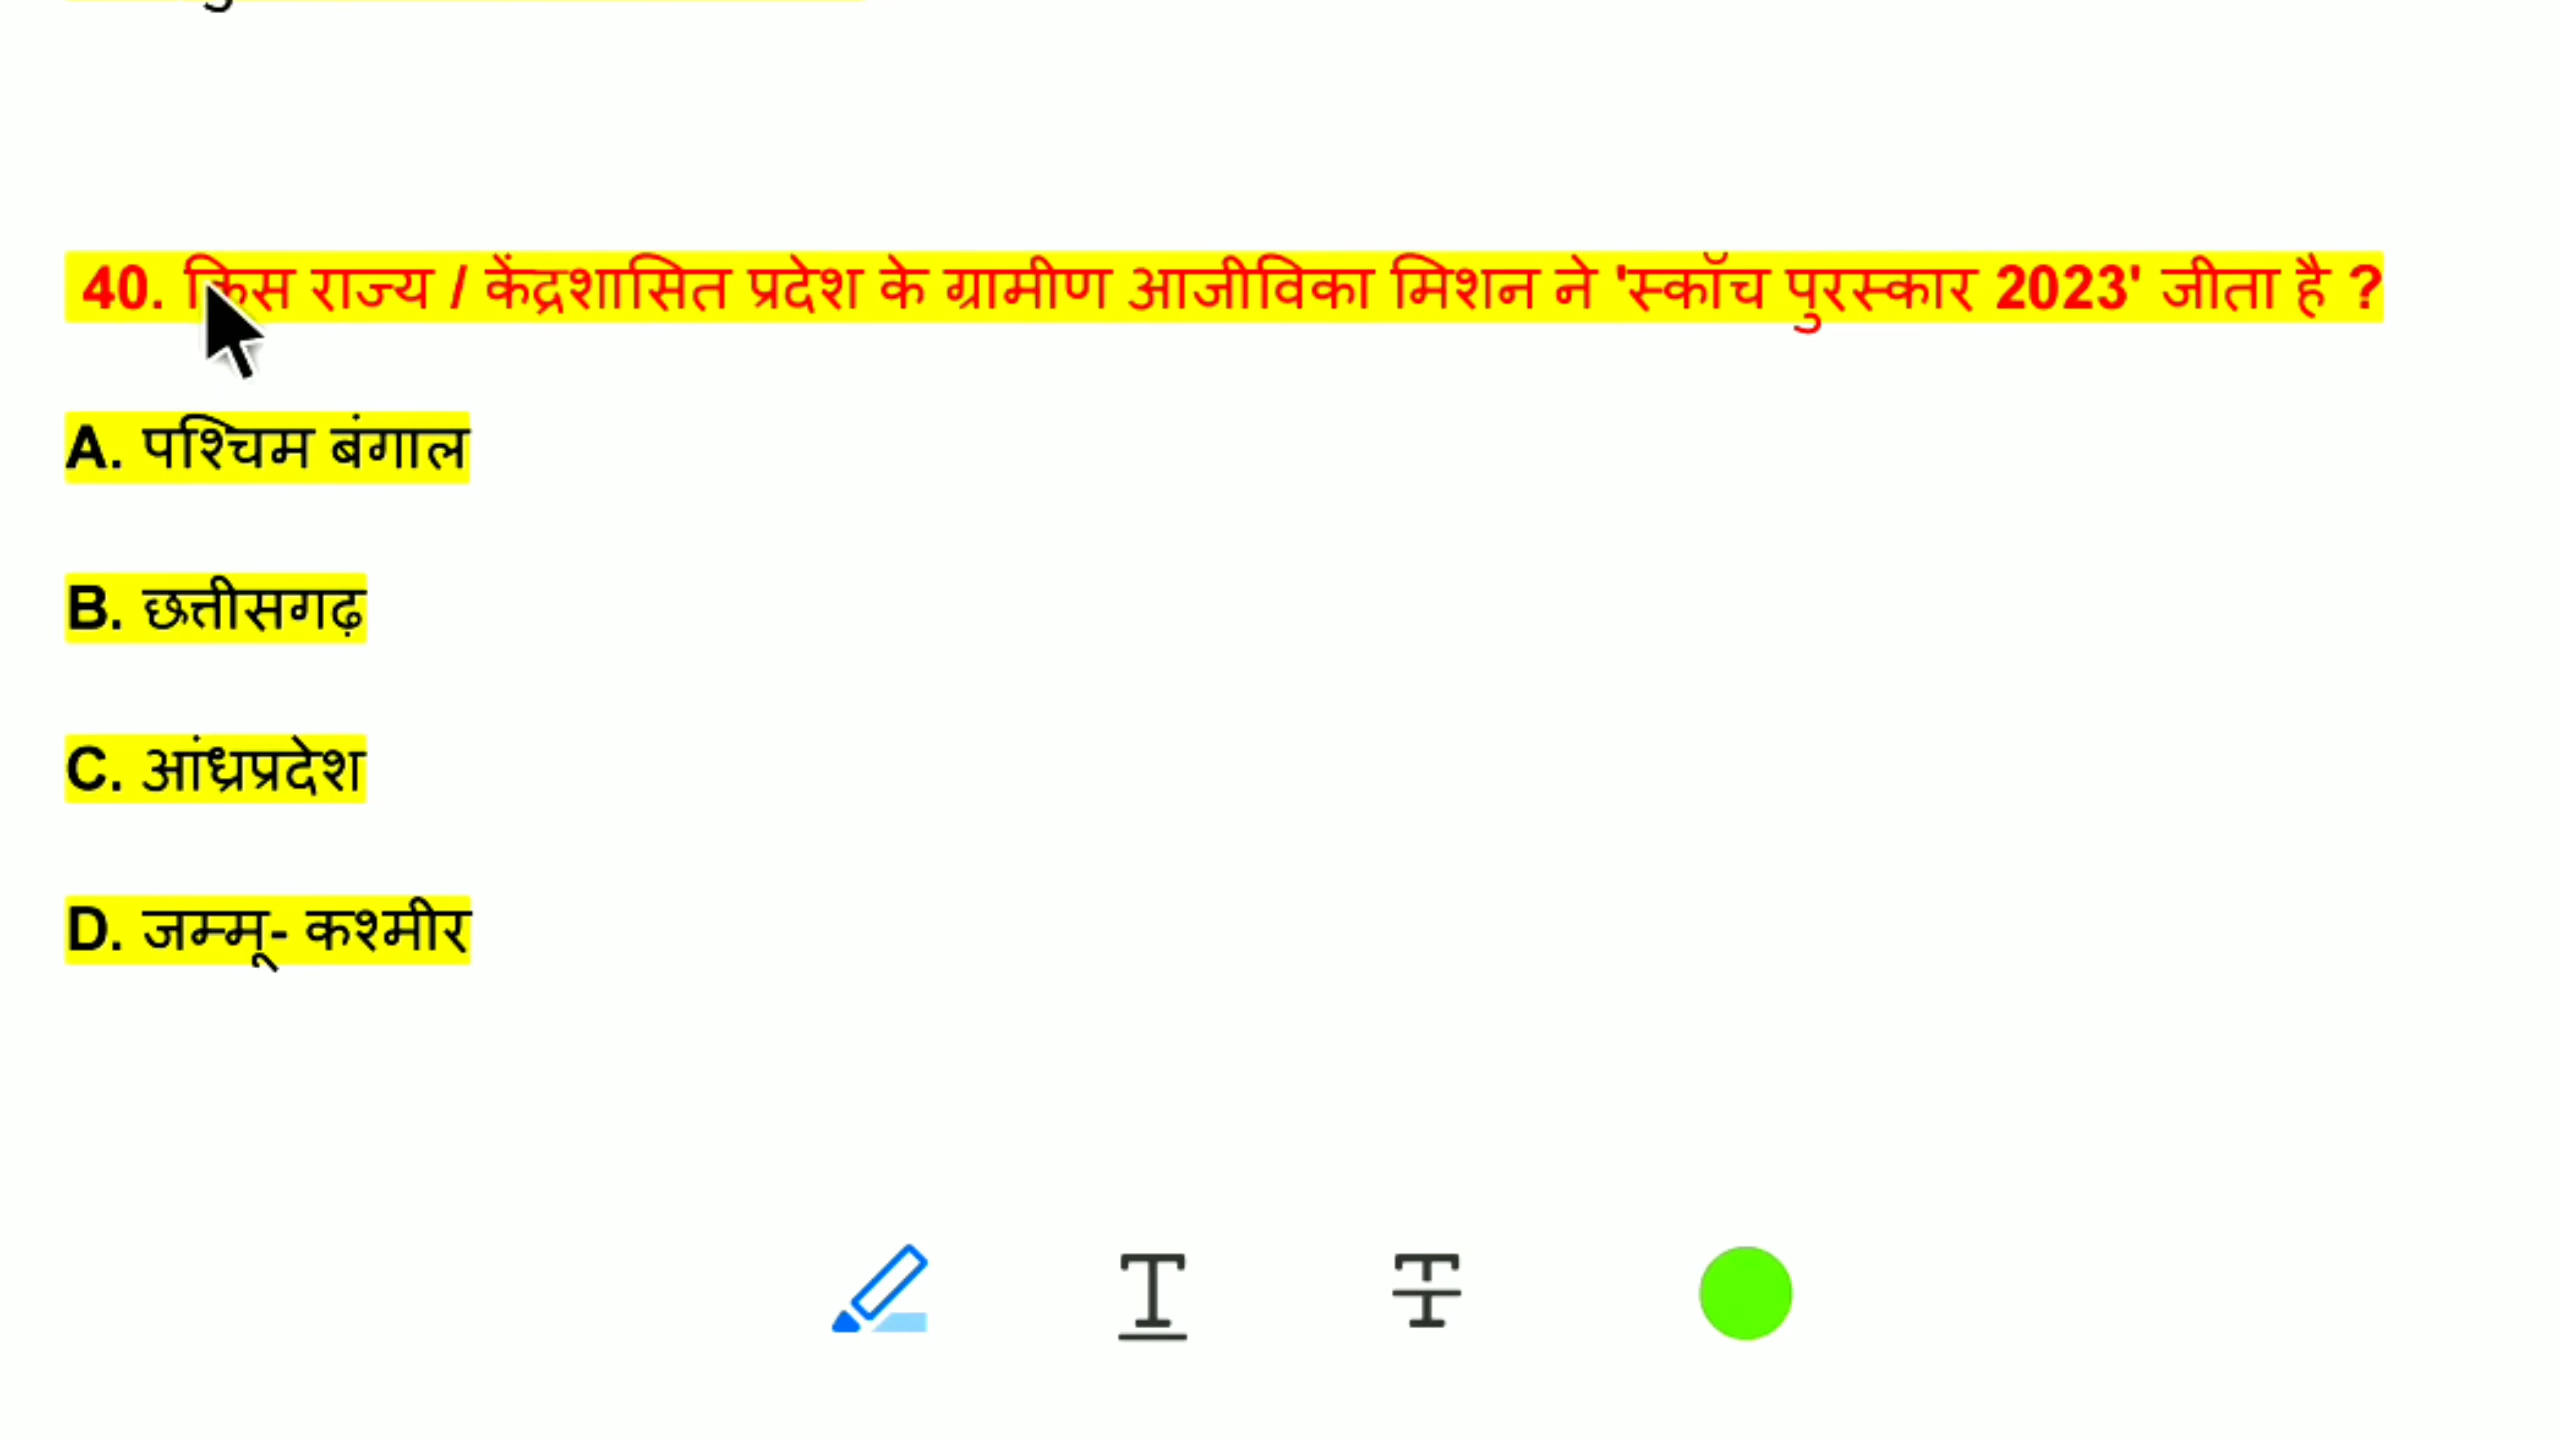 40. किस राज्य / केंद्रशासित प्रदेश के ग्रामीण आजीविका मिशन ने 'स्कॉच पुरस्कार 2023' जीता है ?
A. पश्चिम बंगाल
B. छत्तीसगढ़
C. आंध्रप्रदेश
D. जम्मू- कश्मीर